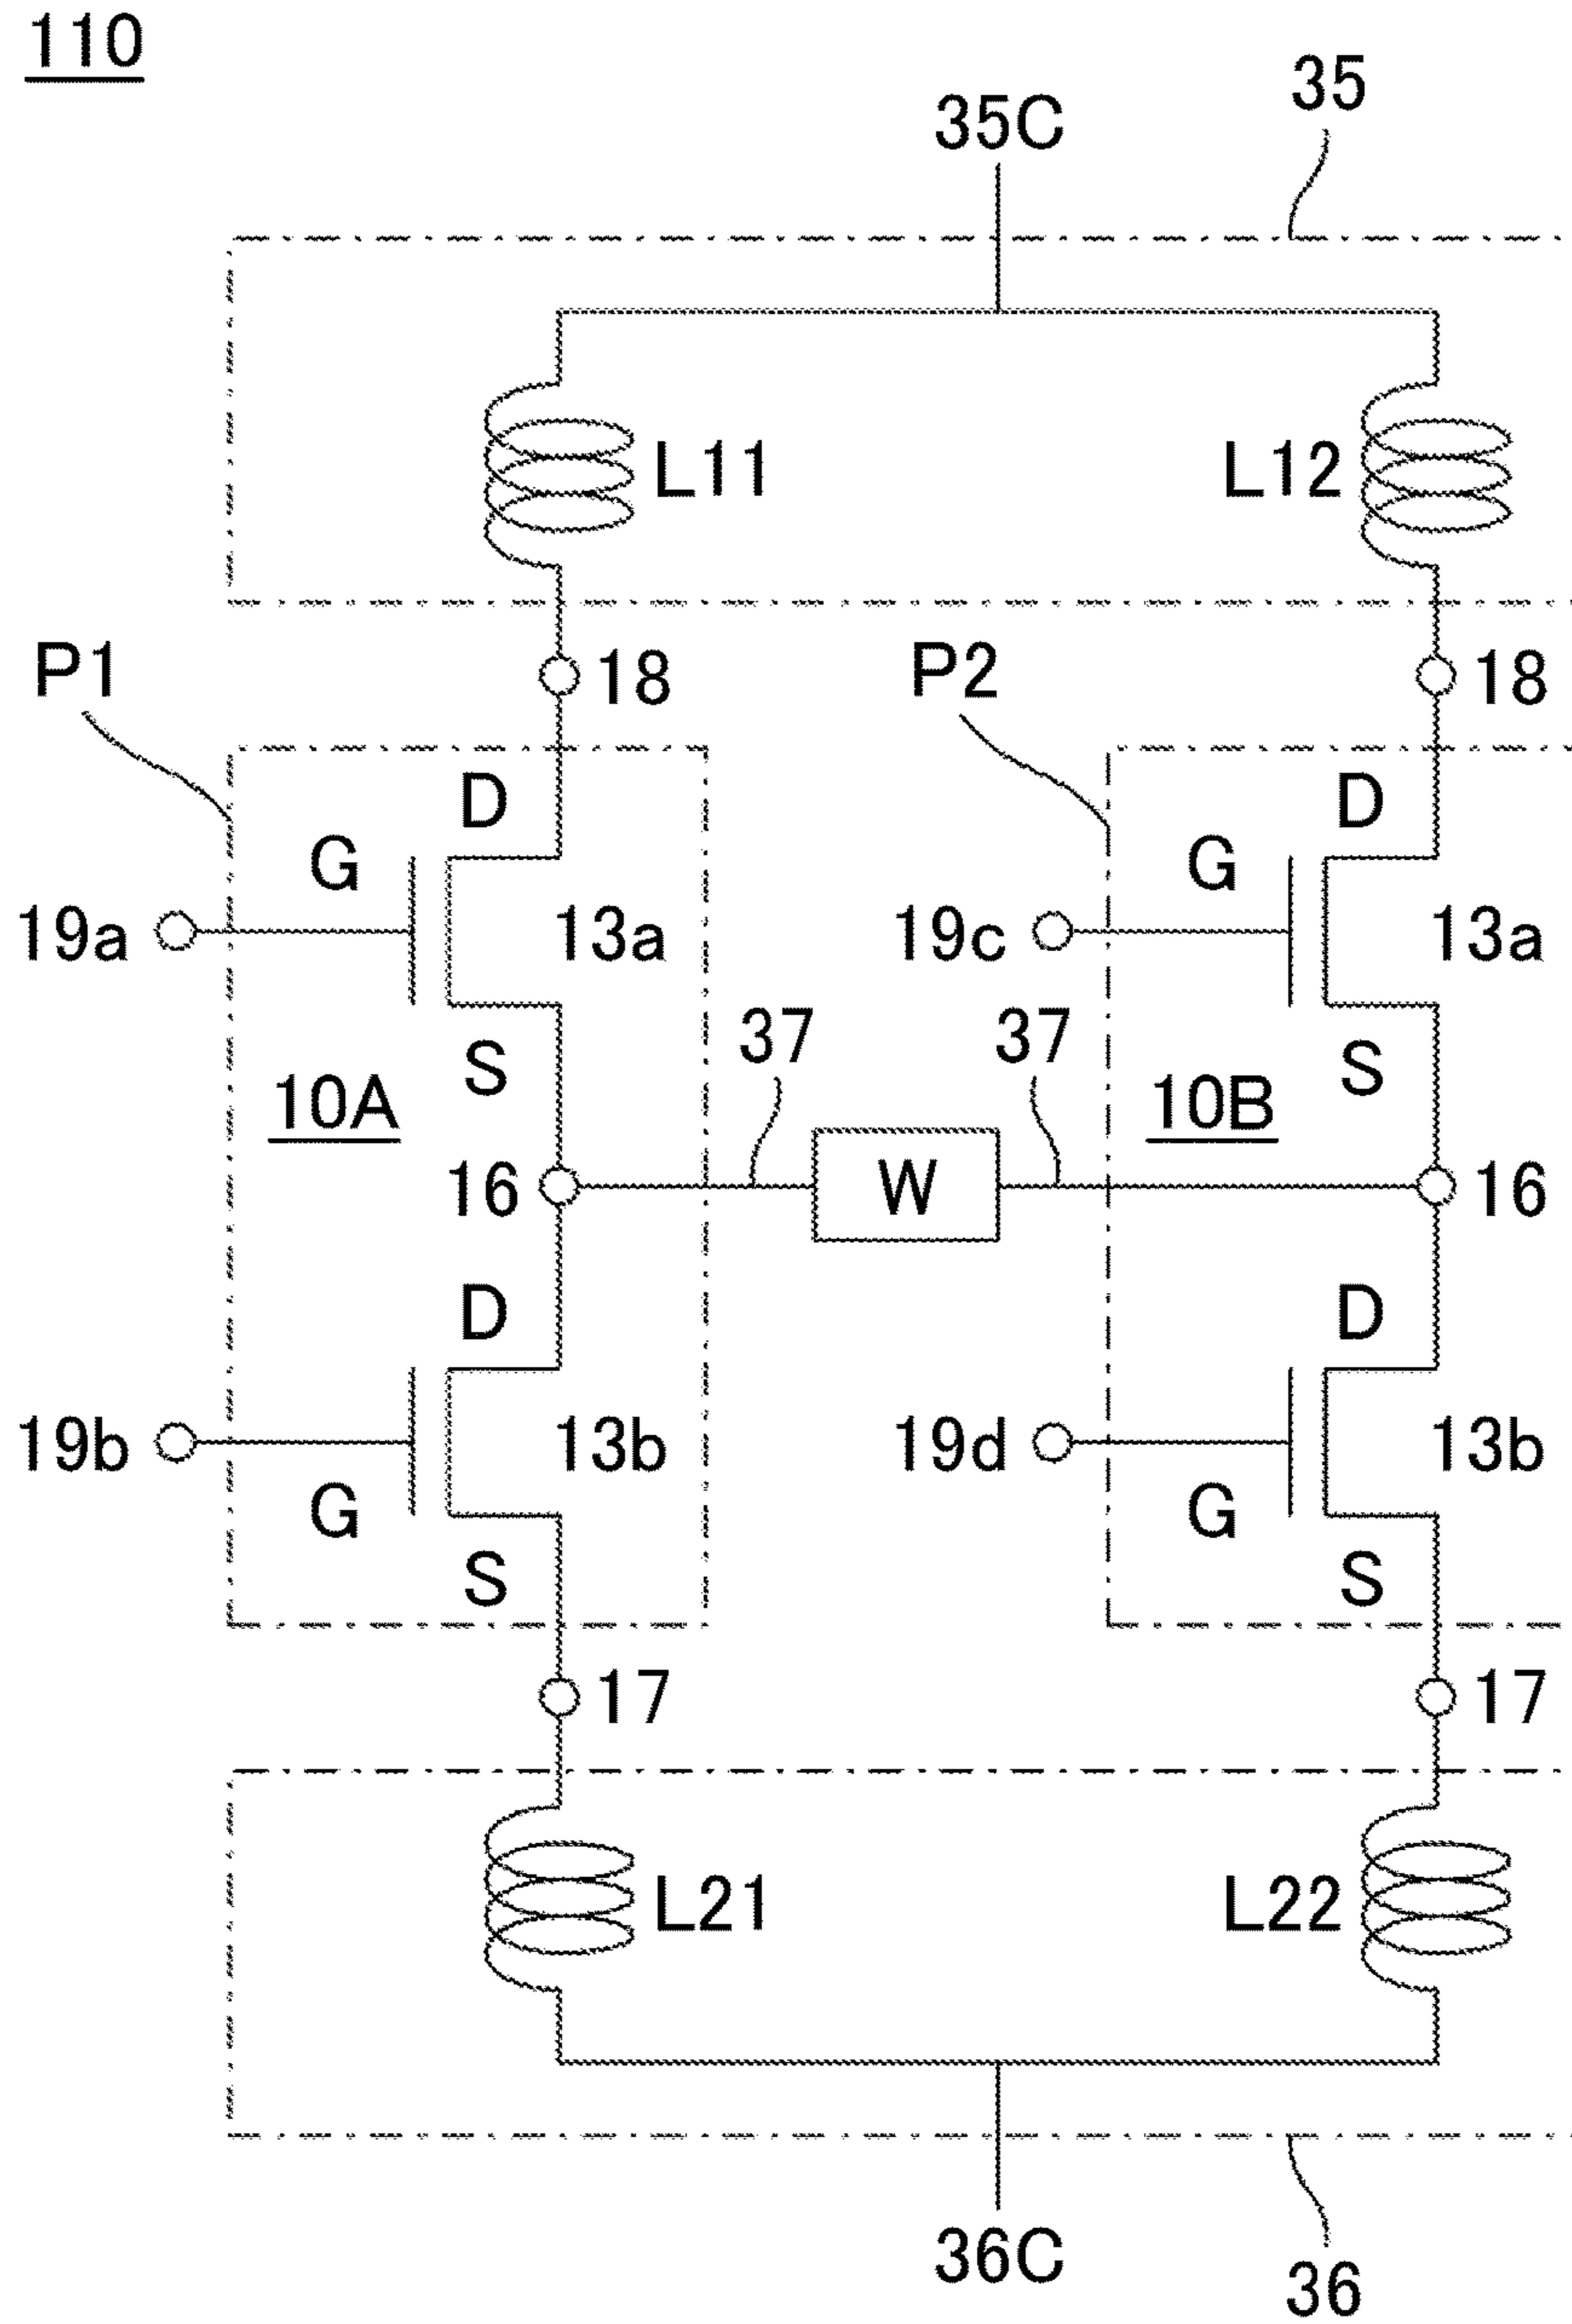 110
35
35C
L11 L12
P1 18 P2 18
D D
G G
19a 13a 19c 13a
37 37
S S
10A 10B
16 W 16
D D
19b 13b 19d 13b
G G
S S
17 17
L21 L22
36C
36